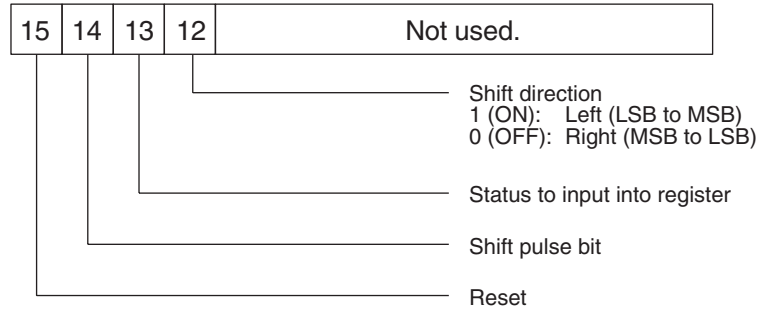 15 14 13 12 Not used.
Shift direction
1 (ON): Left (LSB to MSB)
0 (OFF): Right (MSB to LSB)
Status to input into register
Shift pulse bit
Reset